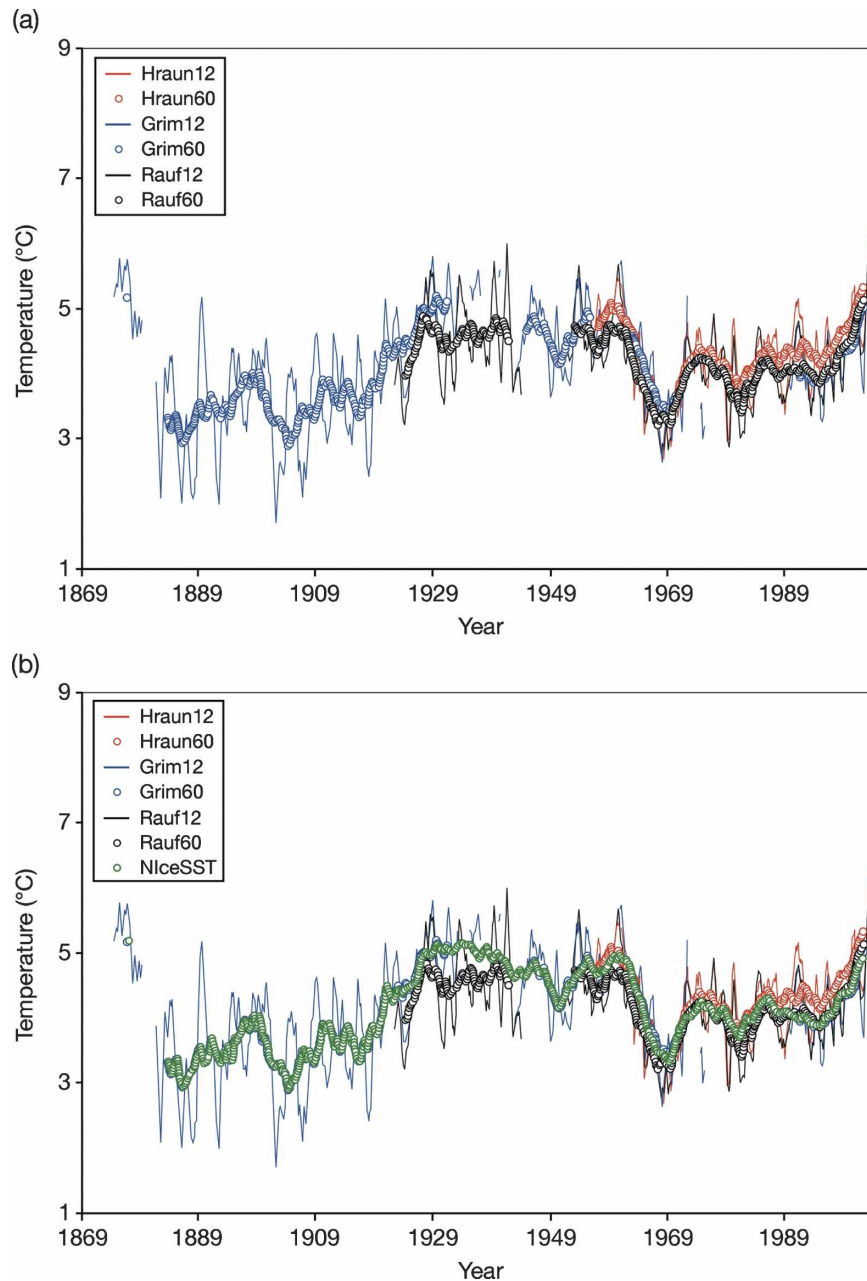 (a)
9
7
5
3
1
Temperature (°C)
Hraun12
Hraun60
Grim12
Grim60
Rauf12
Rauf60
1869 1889 1909 1929 1949 1969 1989
Year
(b)
9
7
5
3
1
Temperature (°C)
Hraun12
Hraun60
Grim12
Grim60
Rauf12
Rauf60
NIceSST
1869 1889 1909 1929 1949 1969 1989
Year